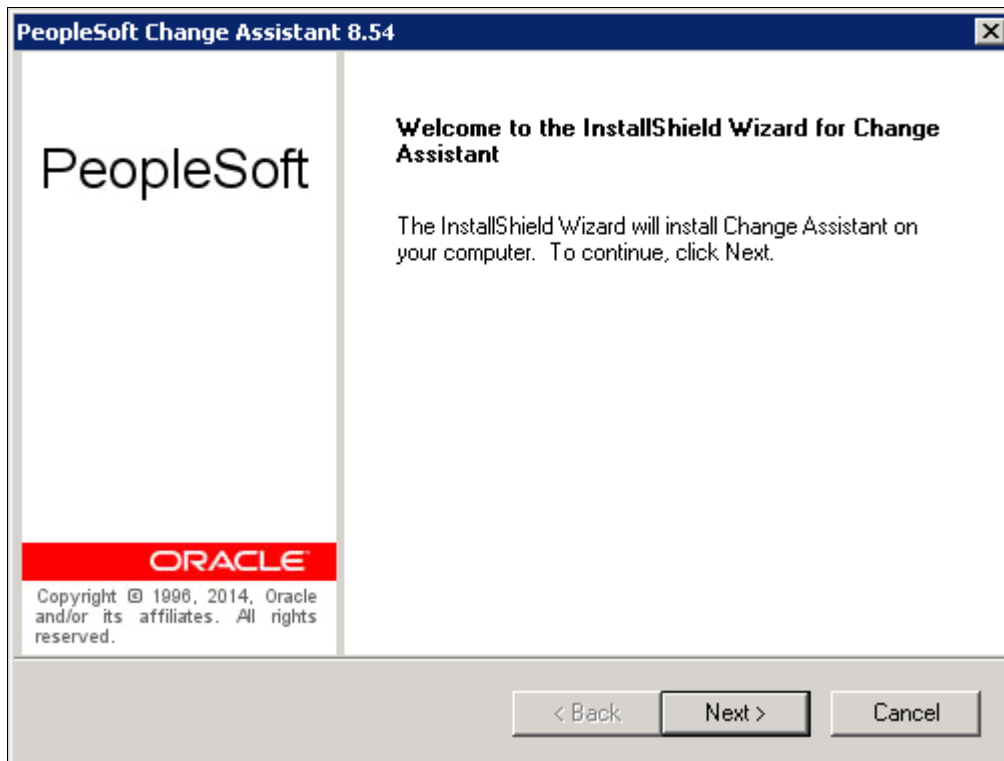 PeopleSoft Change Assistant 8.54
PeopleSoft
Welcome to the InstallShield Wizard for Change
Assistant
The InstallShield Wizard will install Change Assistant on
your computer.  To continue, click Next.
ORACLE
Copyright © 1996, 2014, Oracle
and/or its affiliates. All rights
reserved.
< Back
Next >
Cancel